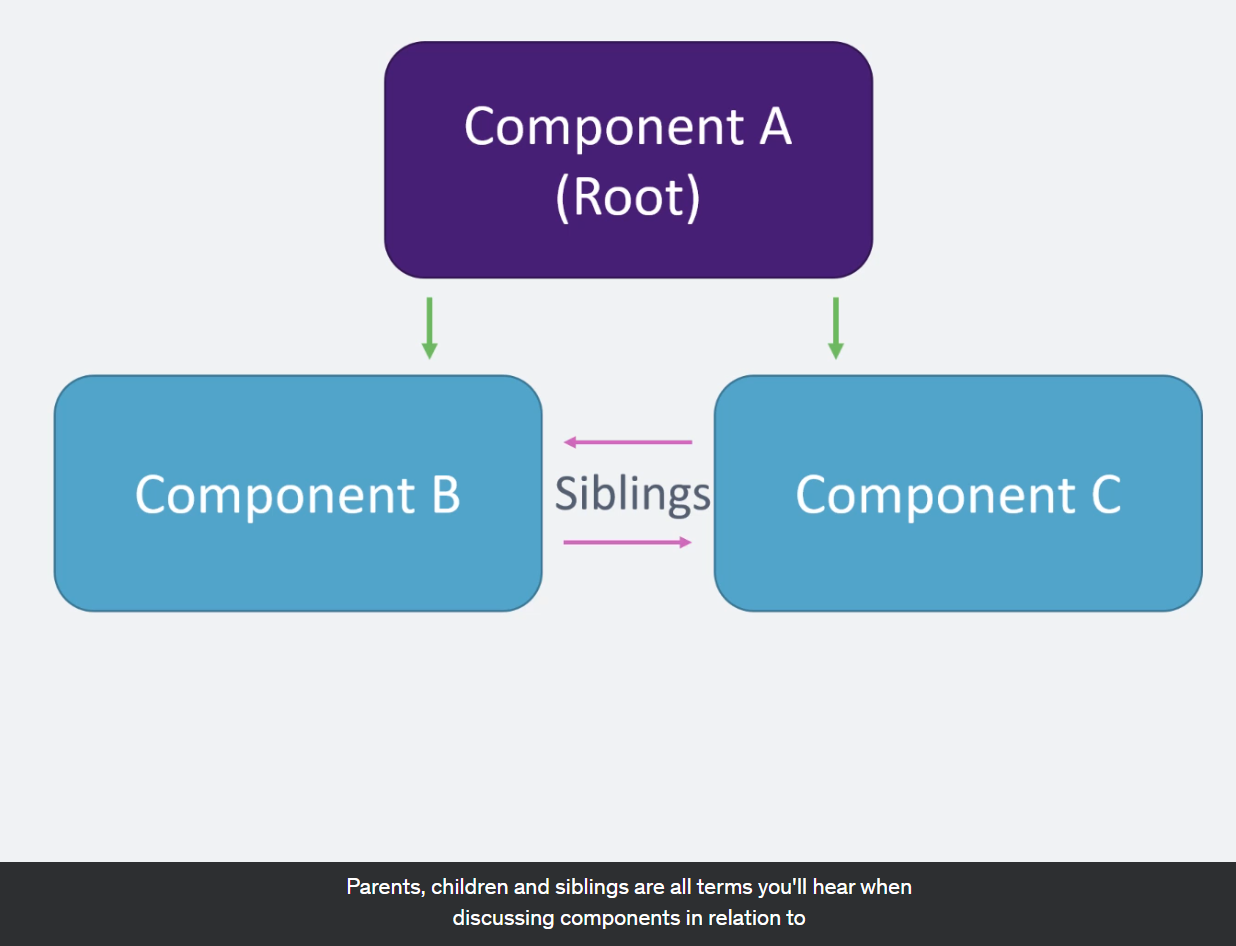 Component A
(Root)
Component B
Siblings
Component C
Parents, children and siblings are all terms you'll hear when
discussing components in relation to